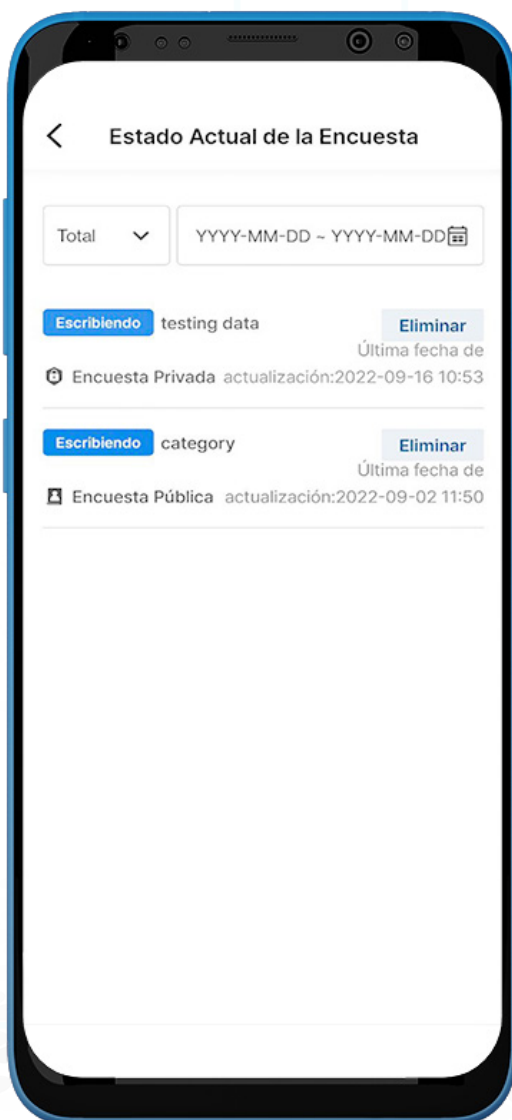 Estado Actual de la Encuesta
Total YYYY-MM-DD ~ YYYY-MM-DD
Escribiendo testing data Eliminar
Última fecha de
Encuesta Privada actualización:2022-09-16 10:53
Escribiendo category Eliminar
Última fecha de
Encuesta Pública actualización:2022-09-02 11:50